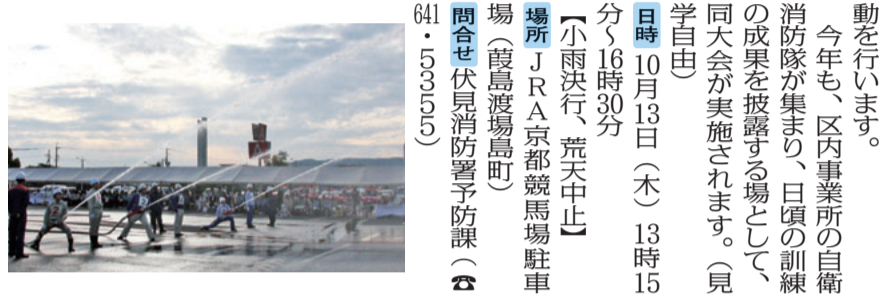 動を行います。
　今年も、区内事業所の自衛
消防隊が集まり、日頃の訓練
の成果を披露する場として、
同大会が実施されます。（見
学自由）
日時 10月13日（木）13時15
分～16時30分
【小雨決行、荒天中止】
場所 ＪＲＡ京都競馬場駐車
場（葭島渡場島町）
問合せ 伏見消防署予防課（☎
641・5355）